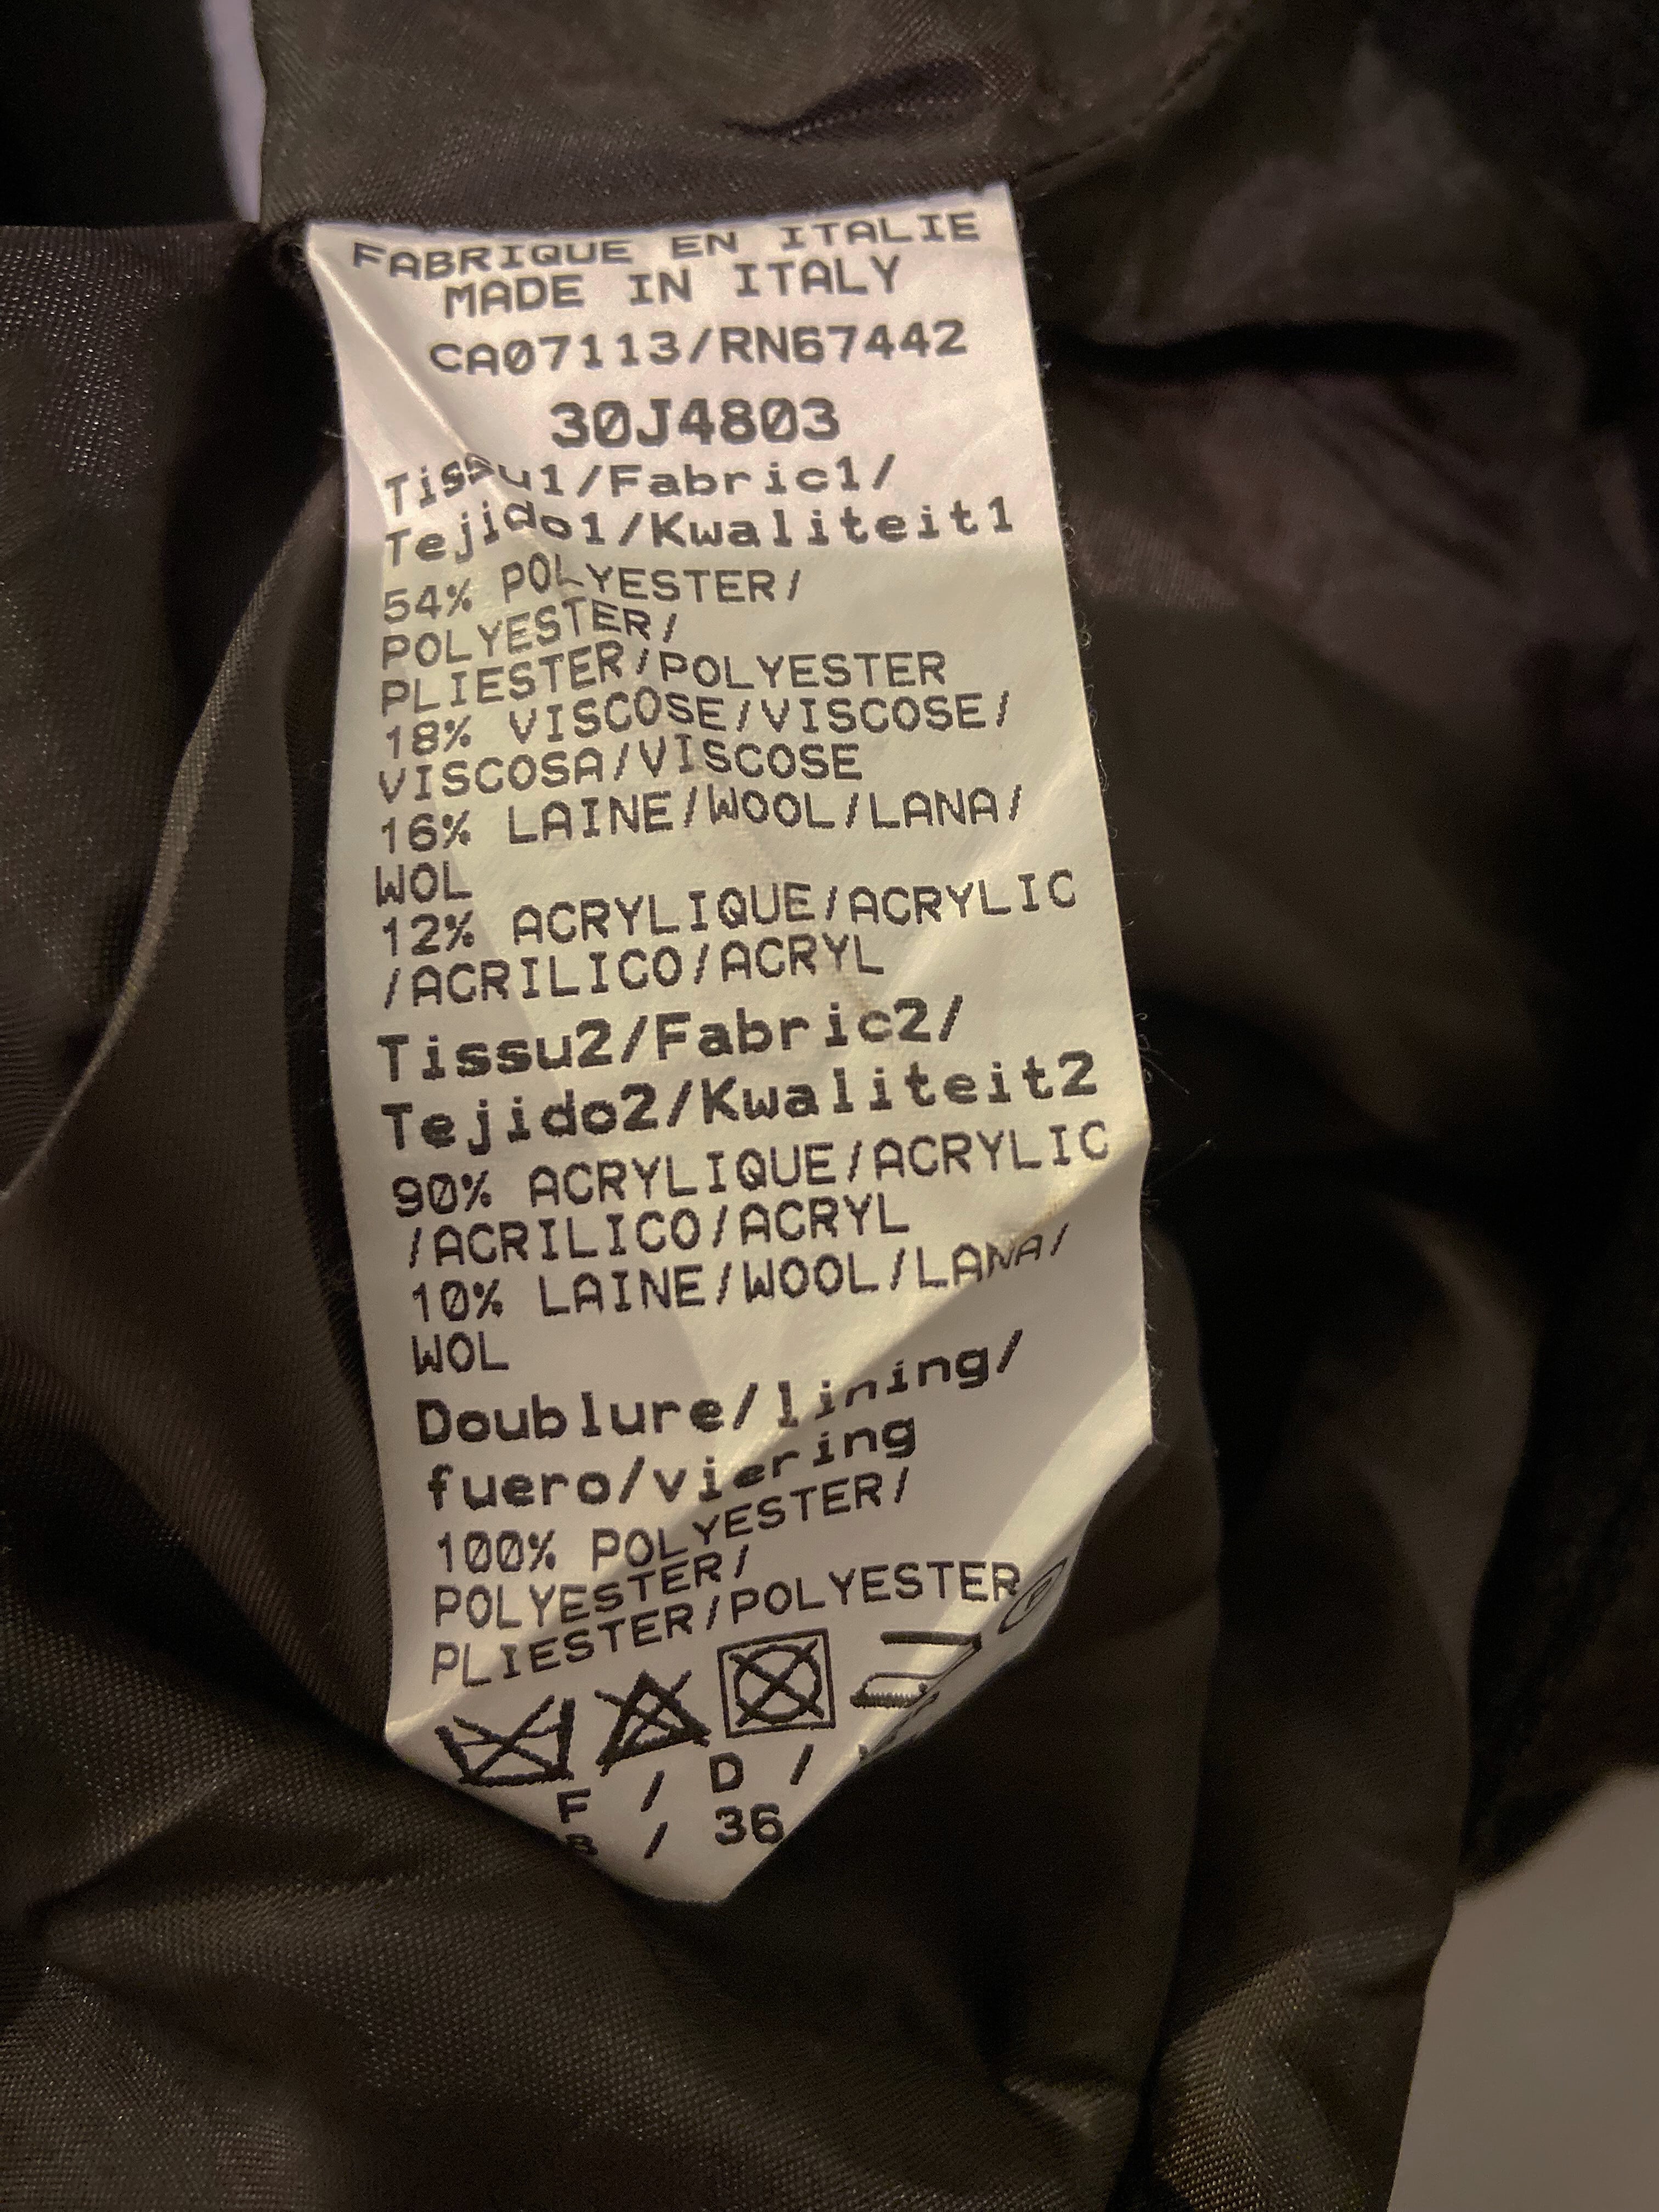 FABRIQUE EN ITALIE
MADE IN ITALY
CA07113/RN67442
30J4803
Tissu1/Fabric1/
Tejido1/Kwaliteit1
54% POLYESTER/
POLYESTER/
PLIESTER/POLYESTER
18% VISCOSE/VISCOSE/
VISCOSA/VISCOSE
16% LAINE/WOOL/LANA/
WOL
12% ACRYLIQUE/ACRYLIC
/ACRILICO/ACRYL
Tissu2/Fabric2/
Tejido2/Kwaliteit2
90% ACRYLIQUE/ACRYLIC
/ACRILICO/ACRYL
10% LAINE/WOOL/LANA/
WOL
Doublure/lining/
fuero/viering
100% POLYESTER/
POLYESTER/
PLIESTER/POLYESTER
P
F / D /
/ 36